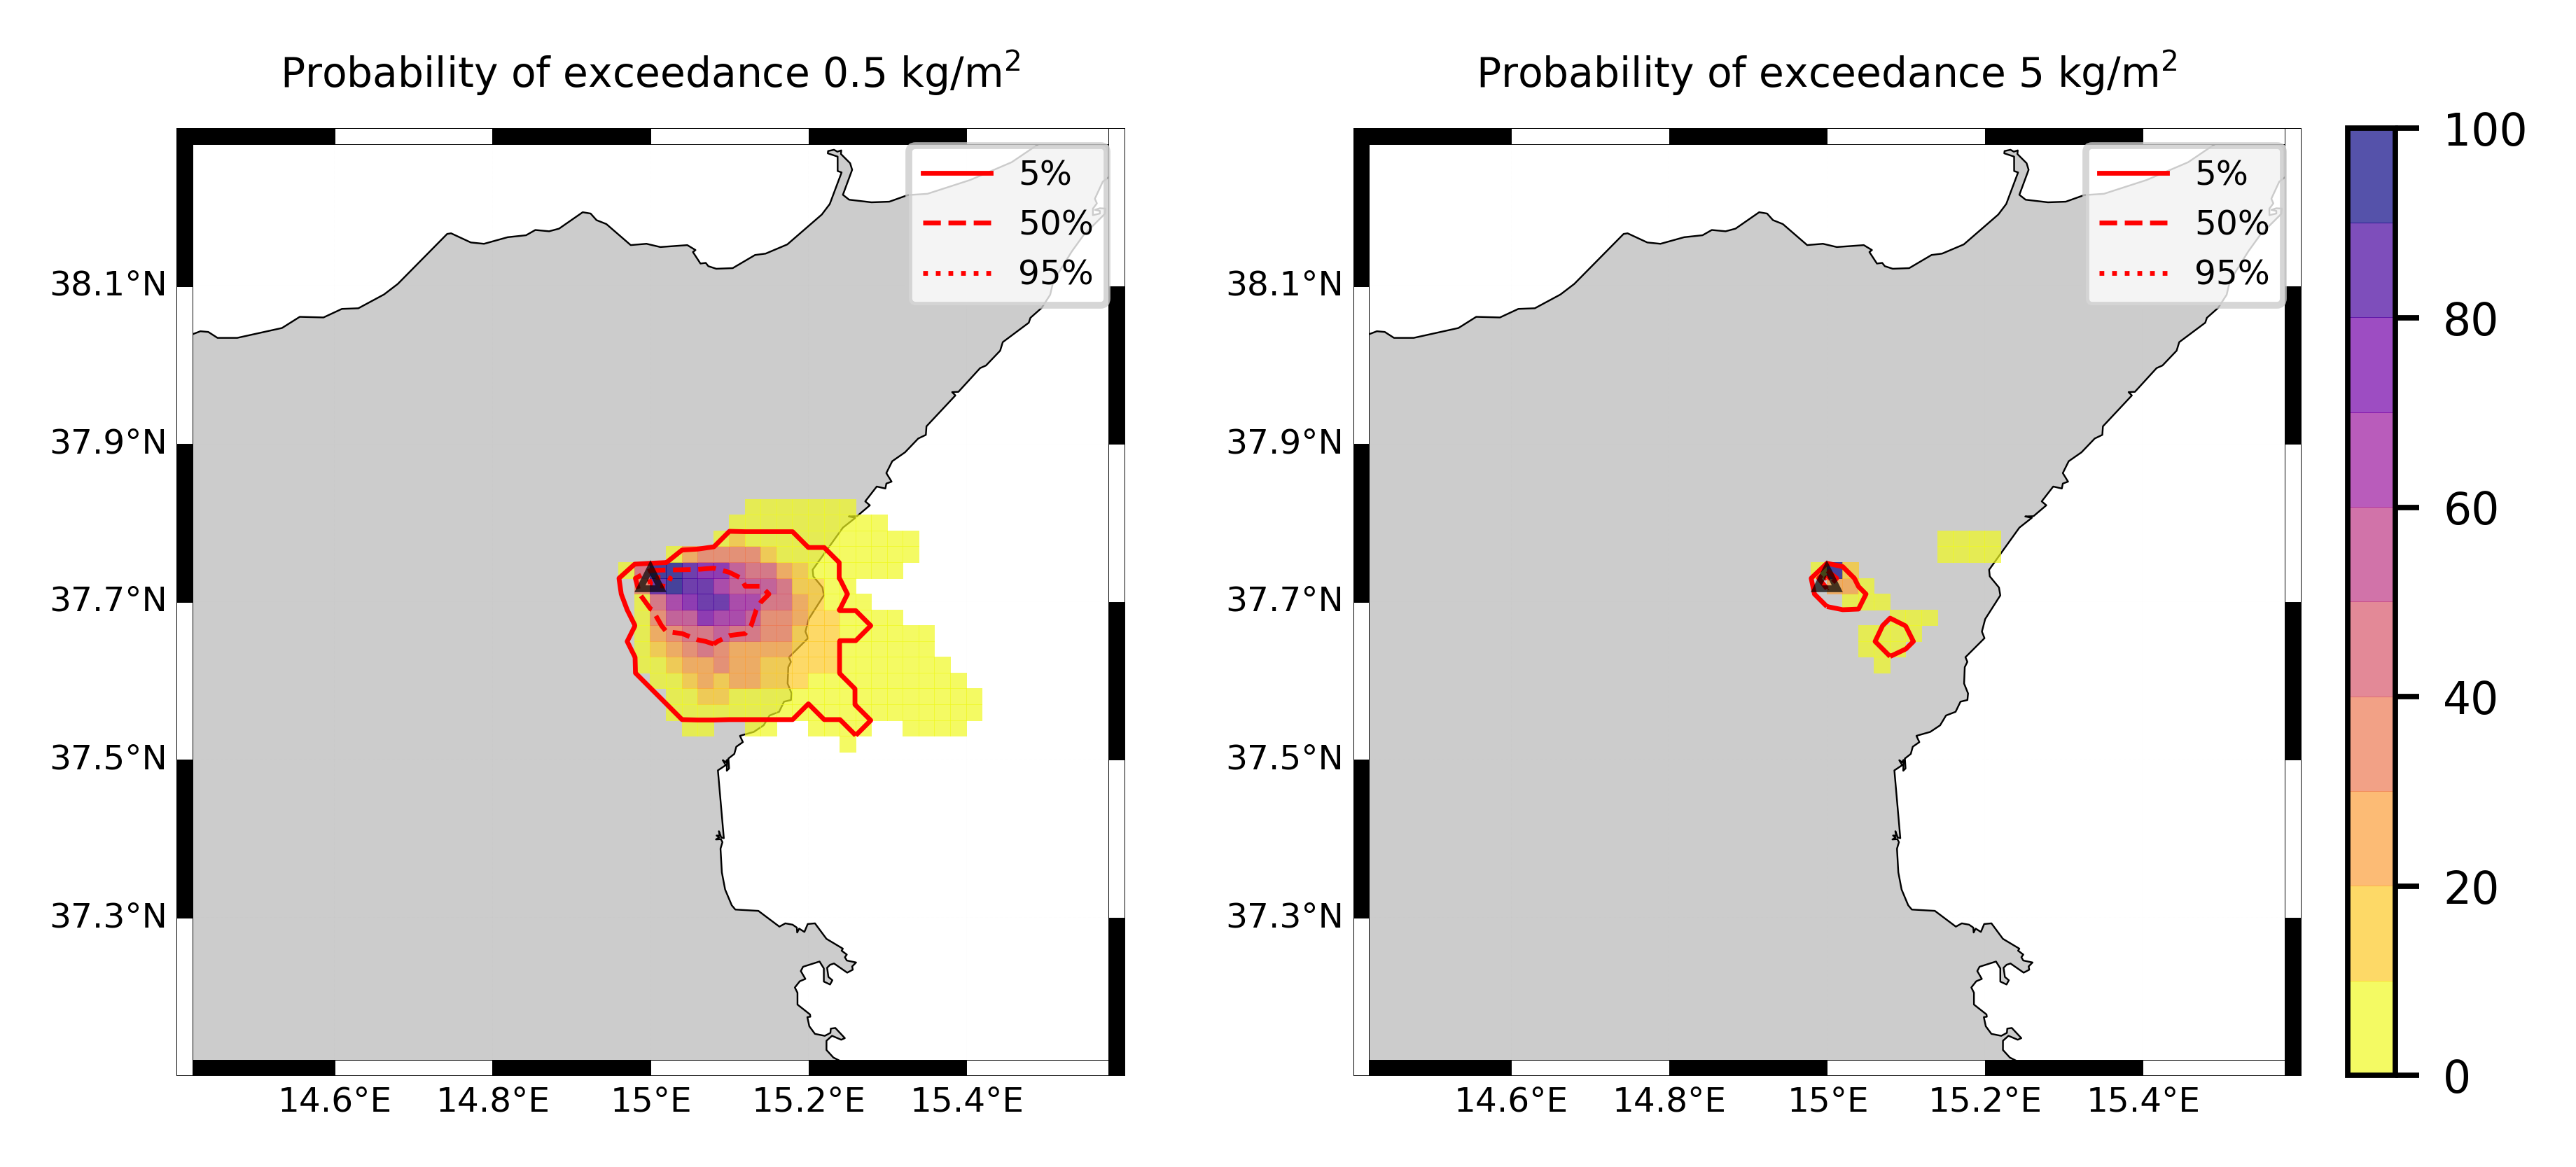 Probability of exceedance 0.5 kg/m²
5%
50%
95%
38.1°N
37.9°N
37.7°N
37.5°N
37.3°N
14.6°E 14.8°E 15°E 15.2°E 15.4°E
Probability of exceedance 5 kg/m²
5%
50%
95%
38.1°N
37.9°N
37.7°N
37.5°N
37.3°N
14.6°E 14.8°E 15°E 15.2°E 15.4°E
100
80
60
40
20
0